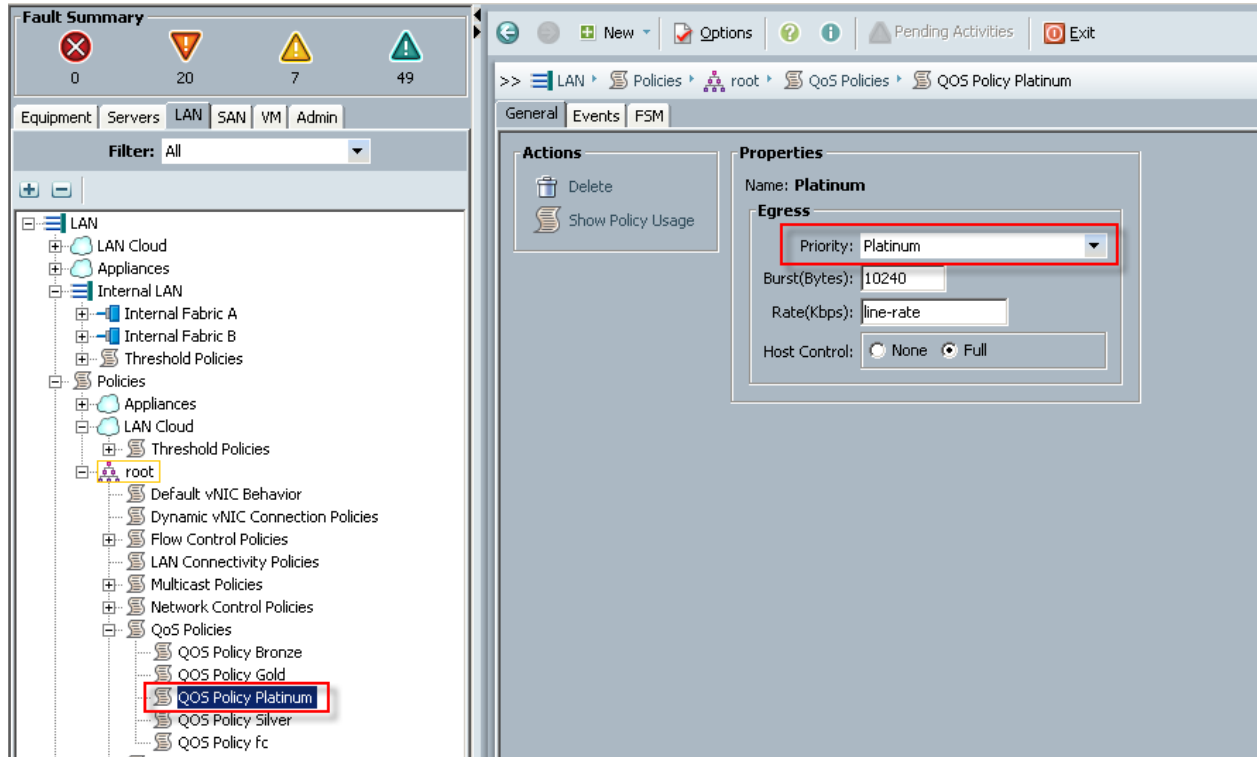 Fault Summary
0 20 7 49
Equipment Servers LAN SAN VM Admin
Filter: All
LAN
LAN Cloud
Appliances
Internal LAN
Internal Fabric A
Internal Fabric B
Threshold Policies
Policies
Appliances
LAN Cloud
Threshold Policies
root
Default vNIC Behavior
Dynamic vNIC Connection Policies
Flow Control Policies
LAN Connectivity Policies
Multicast Policies
Network Control Policies
QoS Policies
QOS Policy Bronze
QOS Policy Gold
QOS Policy Platinum
QOS Policy Silver
QOS Policy fc
New Options Pending Activities Exit
>> LAN Policies root QoS Policies QOS Policy Platinum
General Events FSM
Actions
Delete
Show Policy Usage
Properties
Name: Platinum
Egress
Priority: Platinum
Burst(Bytes): 10240
Rate(Kbps): line-rate
Host Control: None Full